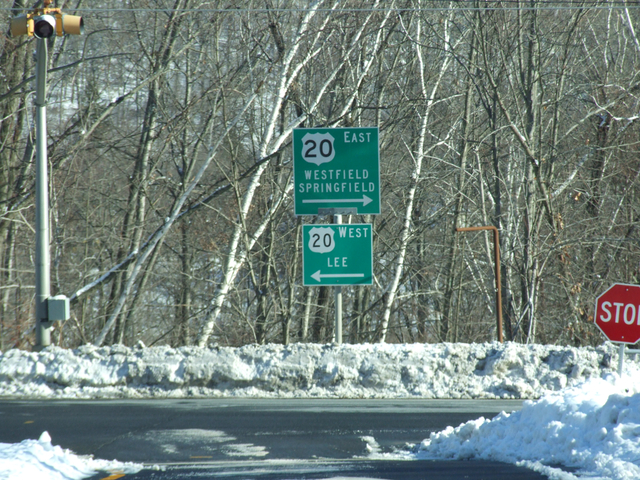 20 EAST
WESTFIELD
SPRINGFIELD
20 WEST
LEE
STOP